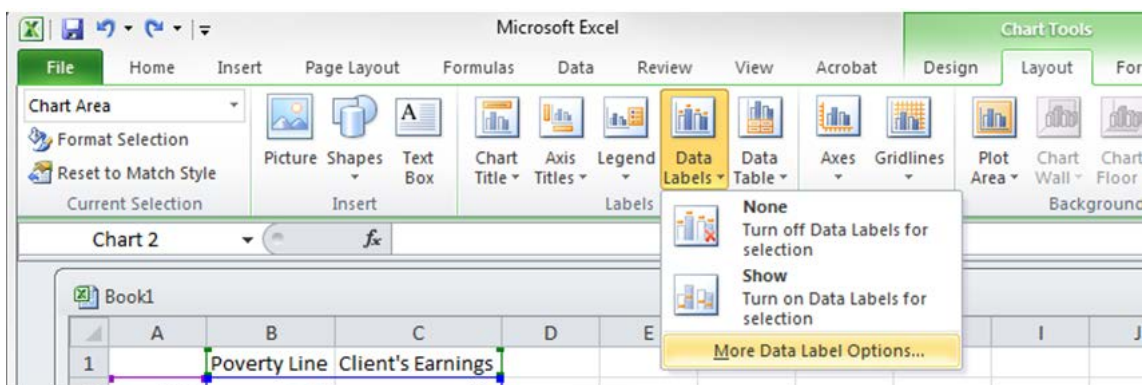 Microsoft Excel
Chart Tools
File Home Insert Page Layout Formulas Data Review View Acrobat Design Layout For
Chart Area
Format Selection
Reset to Match Style
Current Selection
Picture Shapes Text Box
Insert
Chart Title Axis Titles Legend Data Labels Data Table
Labels
Axes Gridlines
Plot Area Chart Wall Chart Floor
Background
None
Turn off Data Labels for
selection
Show
Turn on Data Labels for
selection
More Data Label Options...
Chart 2 fx
Book1
A B C D E I J
1 Poverty Line Client's Earnings